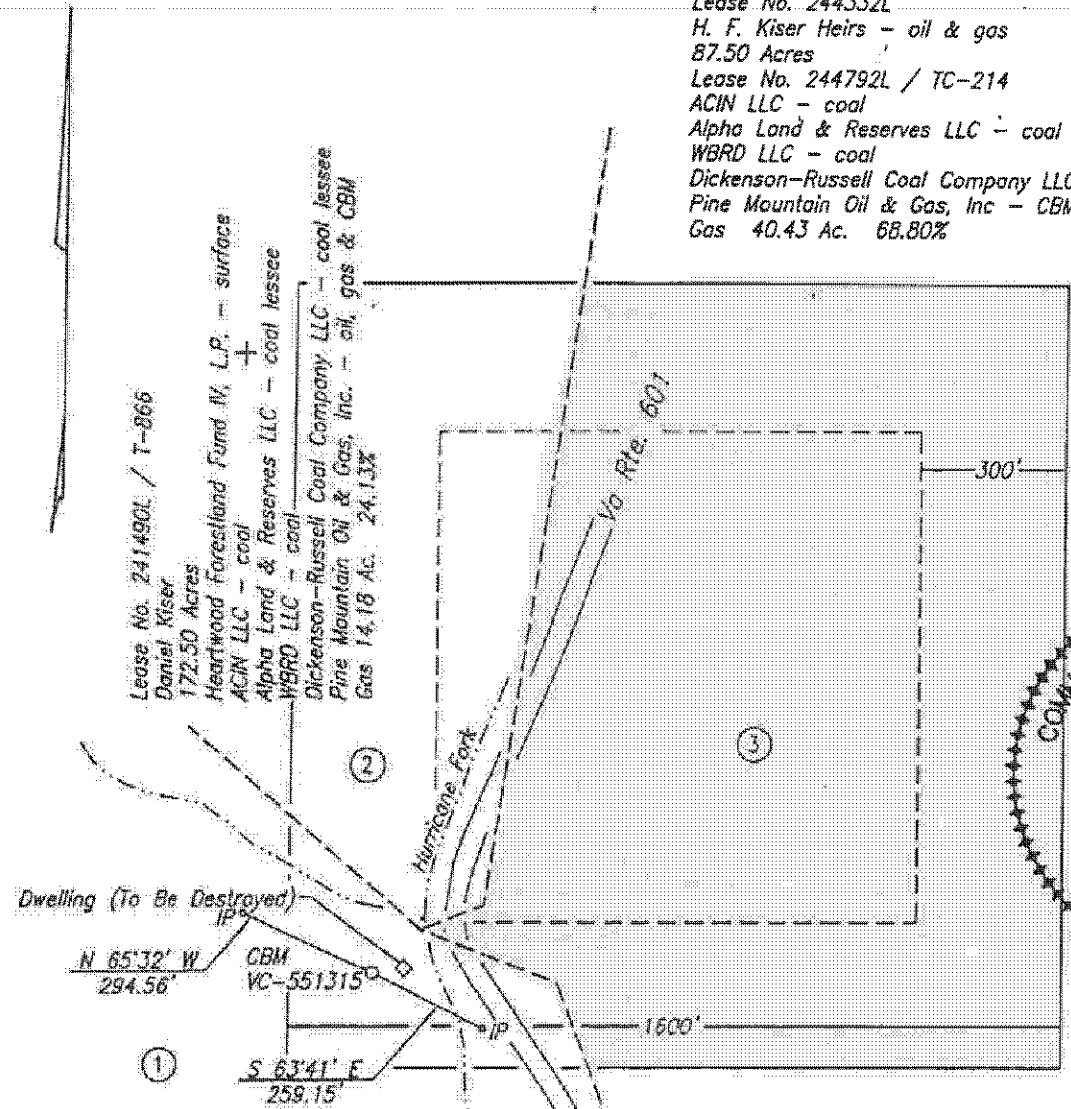 Lease No. 244332L
H. F. Kiser Heirs - oil & gas
87.50 Acres
Lease No. 244792L / TC-214
ACIN LLC - coal
Alpha Land & Reserves LLC - coal
WBRD LLC - coal
Dickenson-Russell Coal Company LLC
Pine Mountain Oil & Gas, Inc - CBM
Gas 40.43 Ac. 68.80%
Lease No. 241490L / T-866
Daniel Kiser
172.50 Acres
Heartwood Forestland Fund IV, L.P. - surface
ACIN LLC - coal
Alpha Land & Reserves LLC - coal lessee
WBRD LLC - coal
Dickenson-Russell Coal Company LLC - coal lessee
Pine Mountain Oil & Gas, Inc. - oil, gas & CBM
Gas 14.18 Ac. 24.13%
Va Rte. 601
300'
2
3
Hurricane Fork
Dwelling (To Be Destroyed)
IP
N 65°32' W
294.56'
CBM
VC-551315
IP
1600'
1
S 63°41' E
259.15'